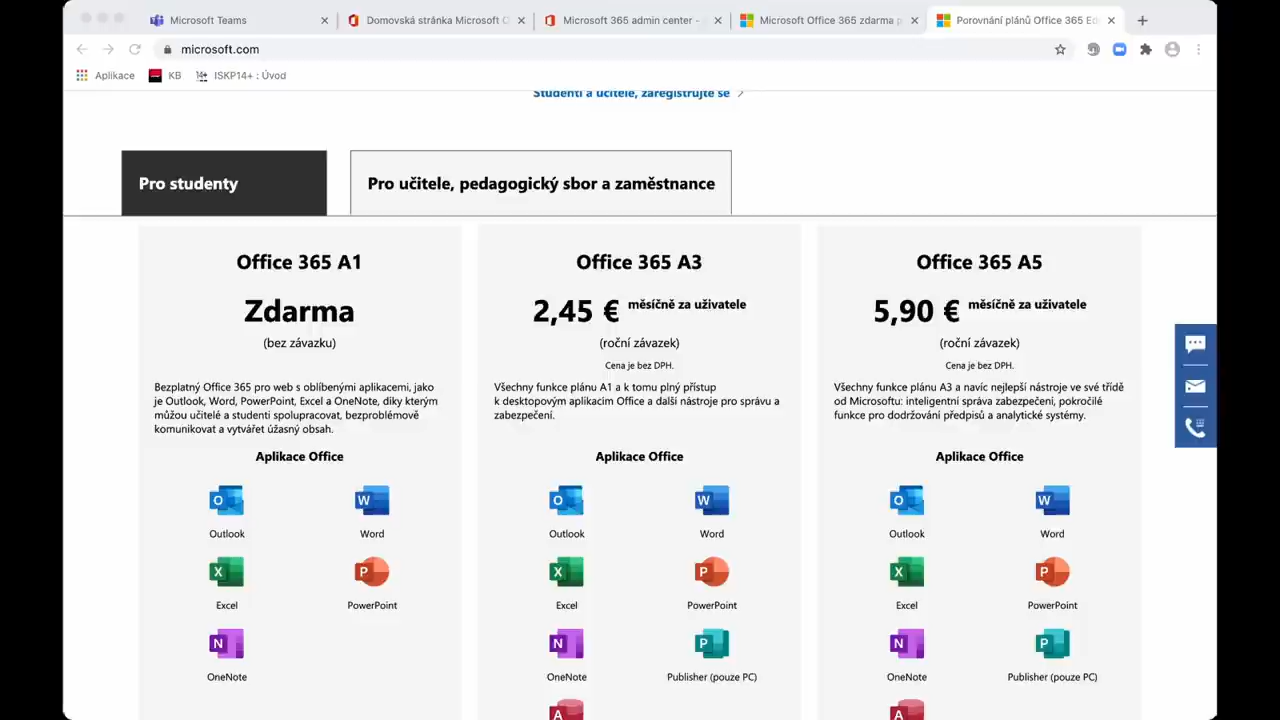 Microsoft Teams
Domovská stránka Microsoft O
Microsoft 365 admin center -
Microsoft Office 365 zdarma p
Porovnání plánů Office 365 Ed
microsoft.com
Aplikace
KB
ISKP14+ : Úvod
Studenti a učitelé, zaregistrujte se
Pro studenty
Pro učitele, pedagogický sbor a zaměstnance
Office 365 A1
Zdarma
(bez závazku)
Bezplatný Office 365 pro web s oblíbenými aplikacemi, jako
je Outlook, Word, PowerPoint, Excel a OneNote, díky kterým
můžou učitelé a studenti spolupracovat, bezproblémově
komunikovat a vytvářet úžasný obsah.
Aplikace Office
Outlook
Word
Excel
PowerPoint
OneNote
Office 365 A3
2,45 € měsíčně za uživatele
(roční závazek)
Cena je bez DPH.
Všechny funkce plánu A1 a k tomu plný přístup
k desktopovým aplikacím Office a další nástroje pro správu a
zabezpečení.
Aplikace Office
Outlook
Word
Excel
PowerPoint
OneNote
Publisher (pouze PC)
Office 365 A5
5,90 € měsíčně za uživatele
(roční závazek)
Cena je bez DPH.
Všechny funkce plánu A3 a navíc nejlepší nástroje ve své třídě
od Microsoftu: inteligentní správa zabezpečení, pokročilé
funkce pro dodržování předpisů a analytické systémy.
Aplikace Office
Outlook
Word
Excel
PowerPoint
OneNote
Publisher (pouze PC)